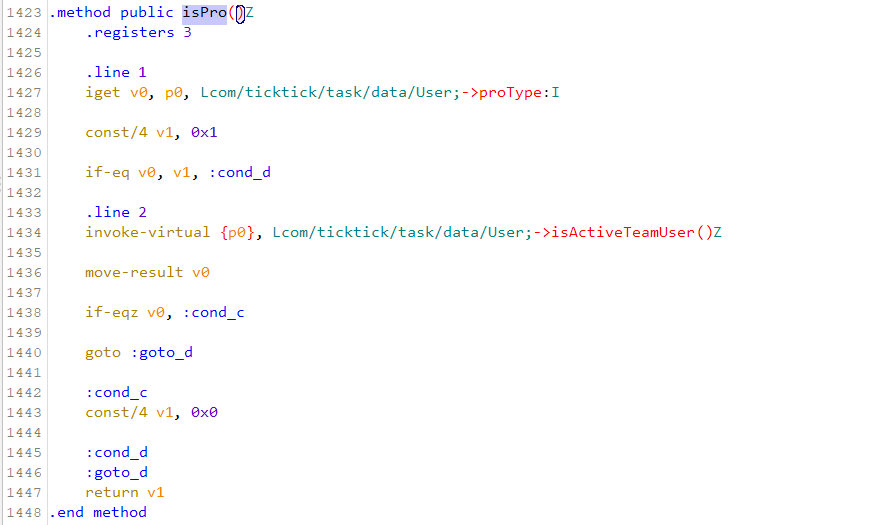 1423 .method public isPro()Z
1424     .registers 3
1425
1426     .line 1
1427     iget v0, p0, Lcom/ticktick/task/data/User;->proType:I
1428
1429     const/4 v1, 0x1
1430
1431     if-eq v0, v1, :cond_d
1432
1433     .line 2
1434     invoke-virtual {p0}, Lcom/ticktick/task/data/User;->isActiveTeamUser()Z
1435
1436     move-result v0
1437
1438     if-eqz v0, :cond_c
1439
1440     goto :goto_d
1441
1442     :cond_c
1443     const/4 v1, 0x0
1444
1445     :cond_d
1446     :goto_d
1447     return v1
1448 .end method